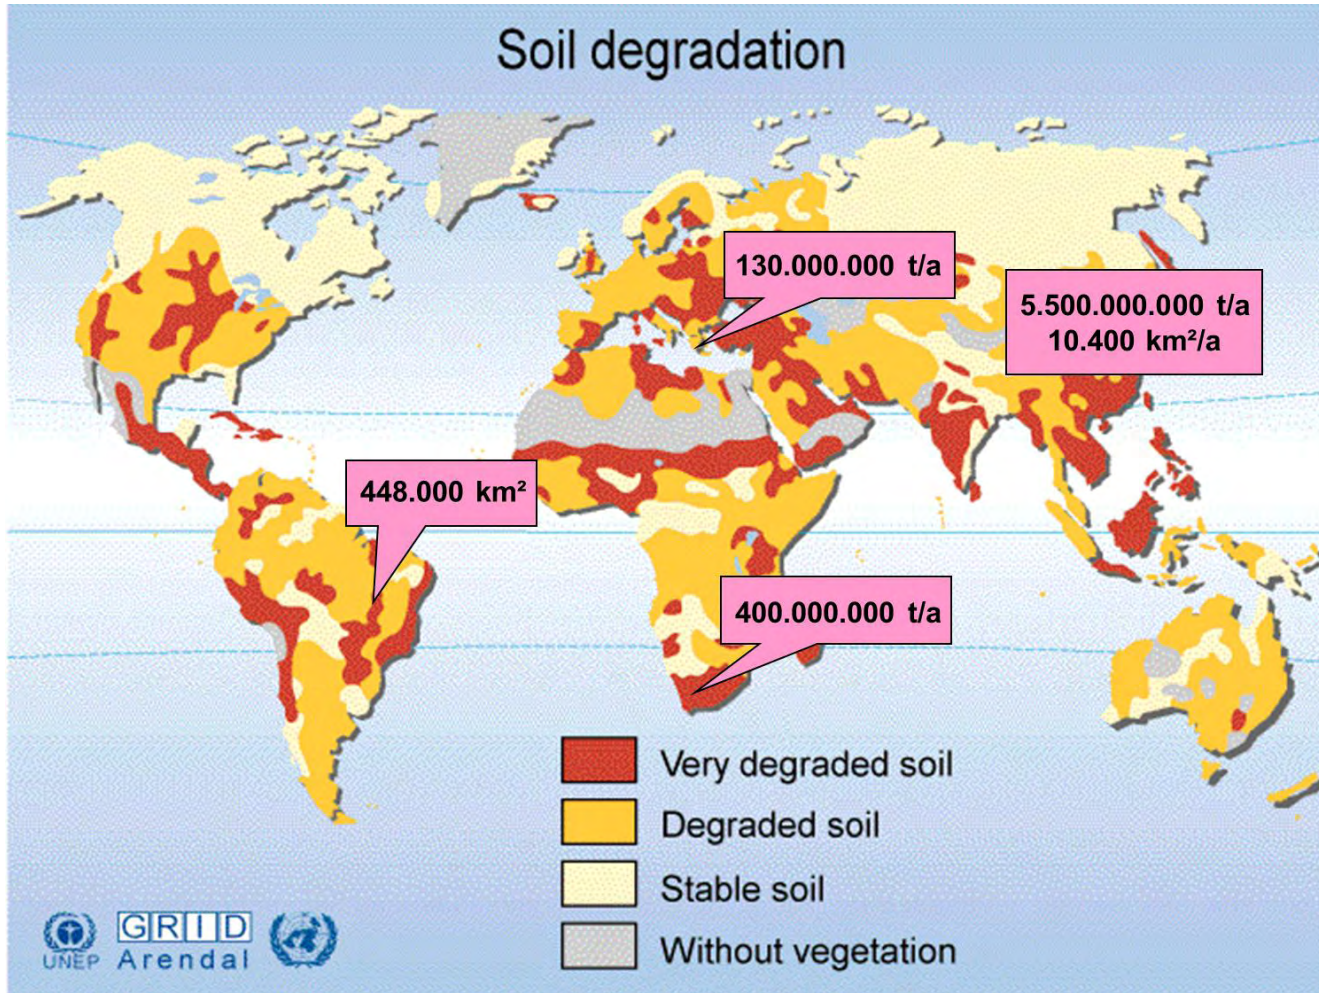 Soil degradation
130.000.000 t/a
5.500.000.000 t/a
10.400 km²/a
448.000 km²
400.000.000 t/a
Very degraded soil
Degraded soil
Stable soil
Without vegetation
UNEP
GRID
Arendal